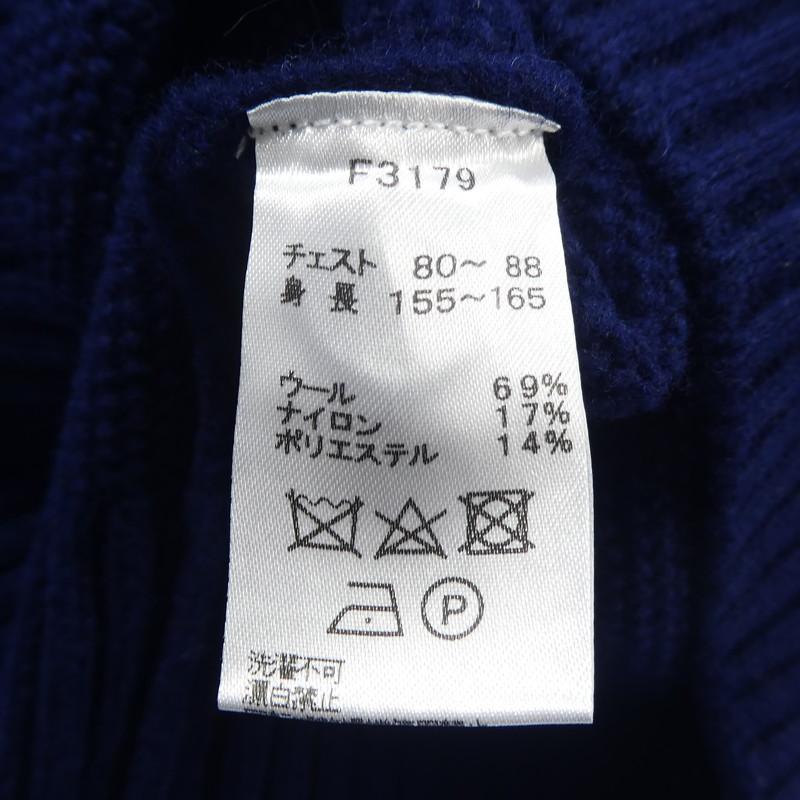 F3179
チェスト 80～ 88
身 長 155～165
ウール 69%
ナイロン 17%
ポリエステル 14%
P
洗濯不可
漂白禁止